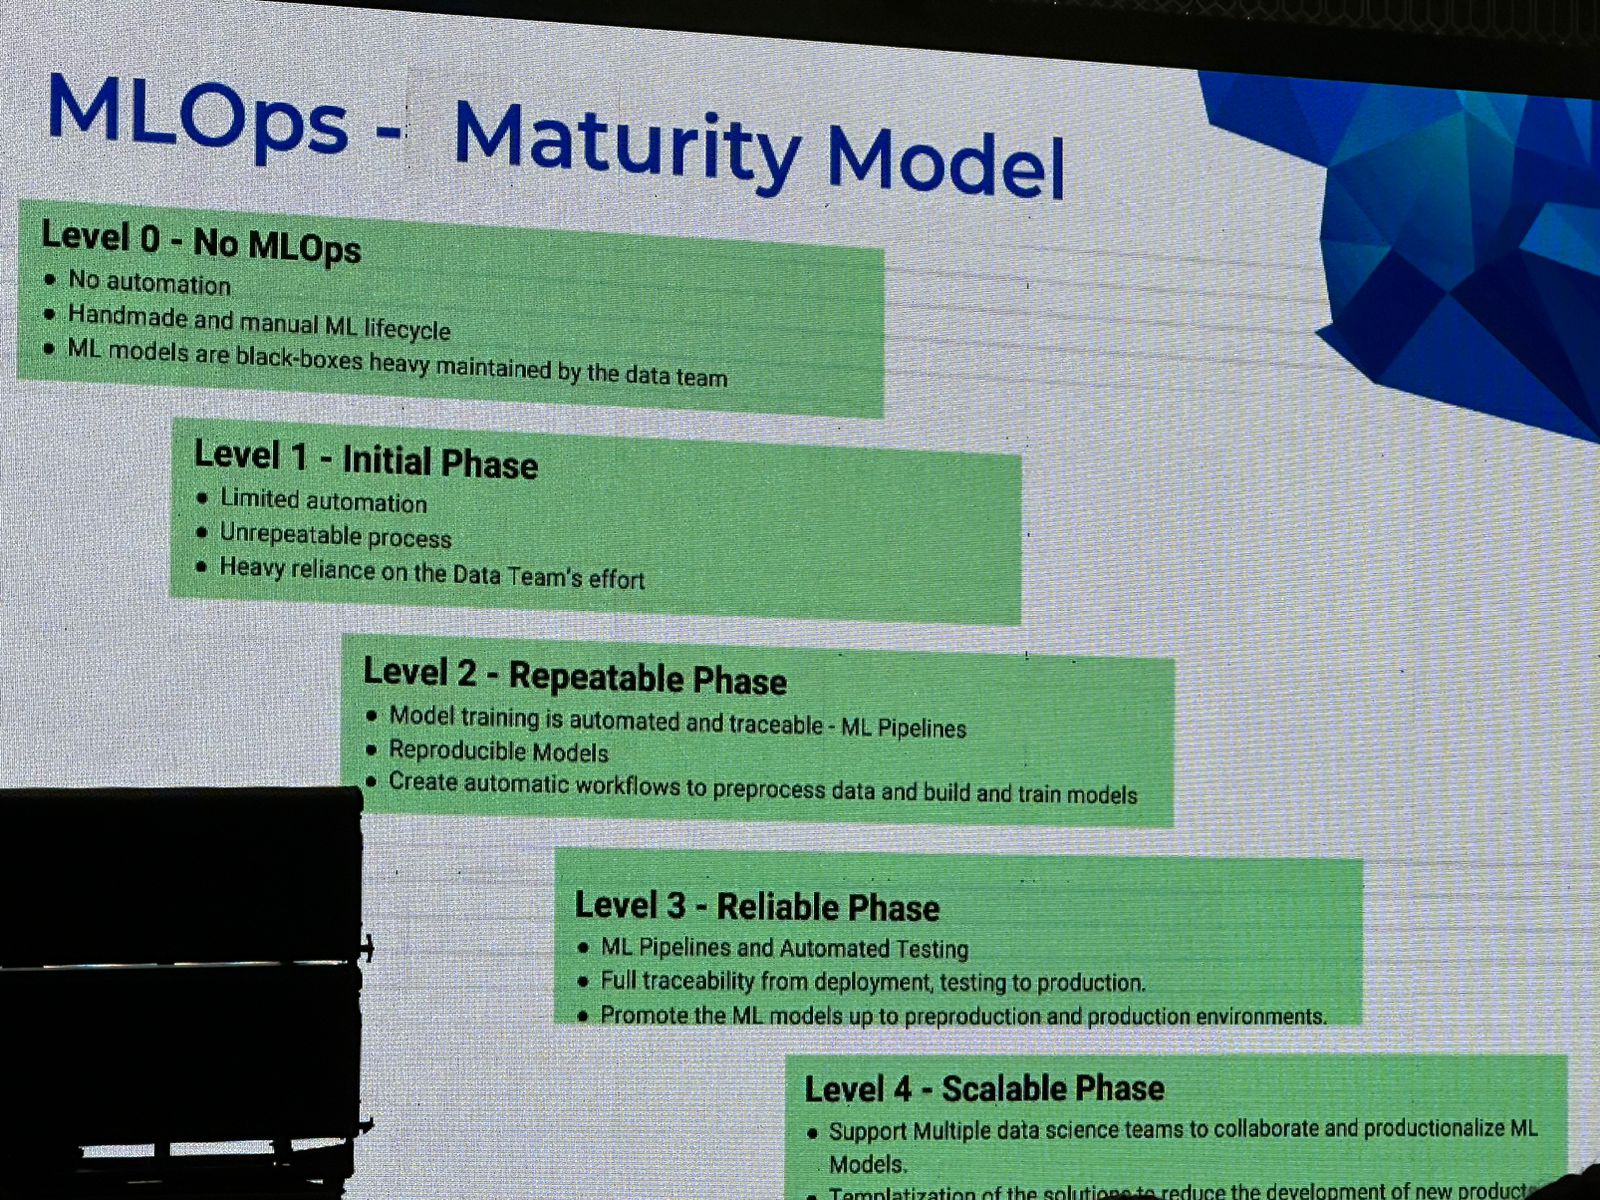 MLOps - Maturity Model
Level 0 - No MLOps
● No automation
● Handmade and manual ML lifecycle
● ML models are black-boxes heavy maintained by the data team
Level 1 - Initial Phase
● Limited automation
● Unrepeatable process
● Heavy reliance on the Data Team's effort
Level 2 - Repeatable Phase
● Model training is automated and traceable - ML Pipelines
● Reproducible Models
● Create automatic workflows to preprocess data and build and train models
Level 3 - Reliable Phase
● ML Pipelines and Automated Testing
● Full traceability from deployment, testing to production.
● Promote the ML models up to preproduction and production environments.
Level 4 - Scalable Phase
● Support Multiple data science teams to collaborate and productionalize ML
Models.
● Templatization of the solutions to reduce the development of new products